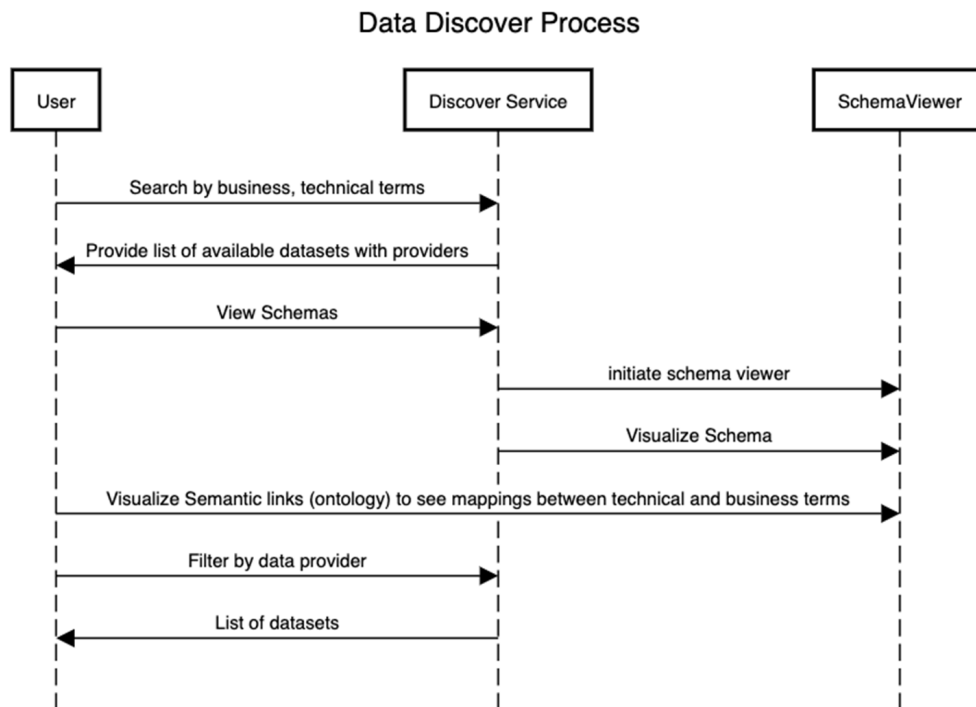 Data Discover Process
User
Discover Service
SchemaViewer
Search by business, technical terms
Provide list of available datasets with providers
View Schemas
initiate schema viewer
Visualize Schema
Visualize Semantic links (ontology) to see mappings between technical and business terms
Filter by data provider
List of datasets